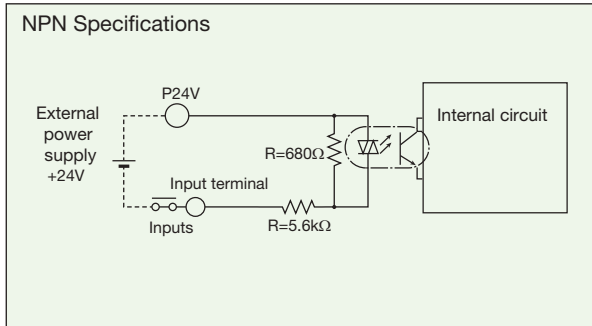 NPN Specifications
P24V
External
power
supply
+24V
Internal circuit
R=680Ω
Input terminal
R=5.6kΩ
Inputs